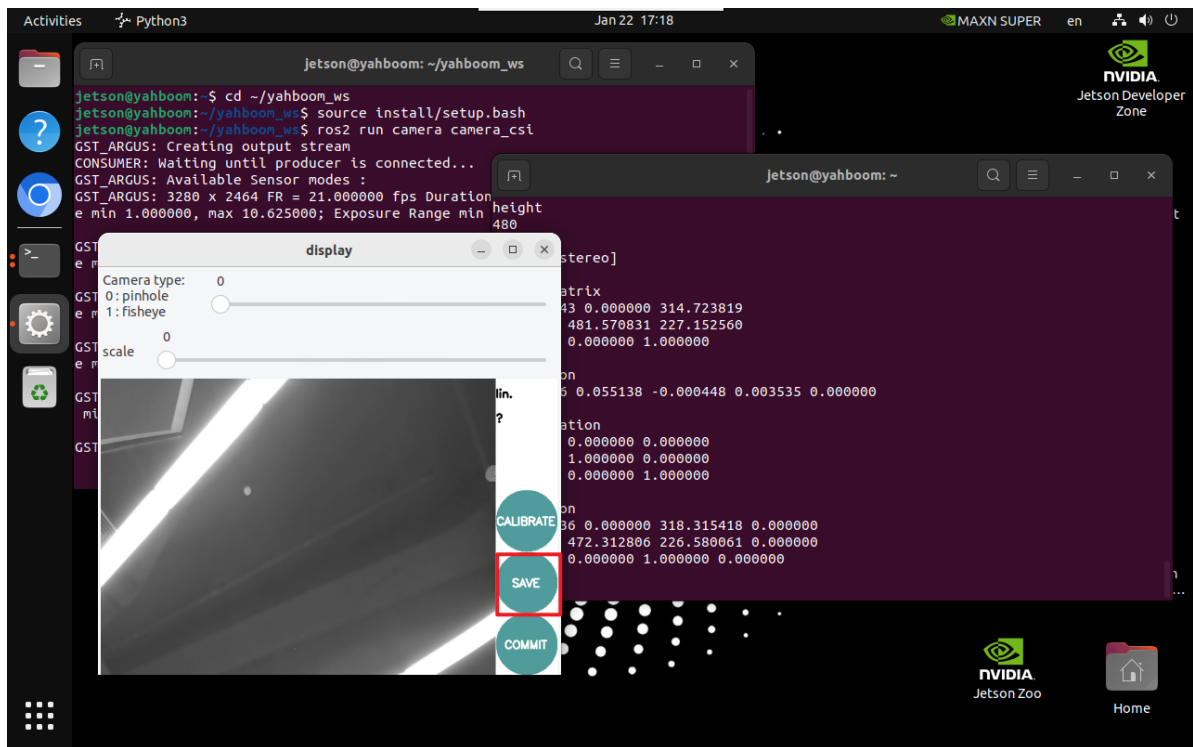 Activities
Python3
Jan 22 17:18
MAXN SUPER
en
jetson@yahboom: ~/yahboom_ws
jetson@yahboom:~$ cd ~/yahboom_ws
jetson@yahboom:~/yahboom_ws$ source install/setup.bash
jetson@yahboom:~/yahboom_ws$ ros2 run camera camera_csi
GST_ARGUS: Creating output stream
CONSUMER: Waiting until producer is connected...
GST_ARGUS: Available Sensor modes :
GST_ARGUS: 3280 x 2464 FR = 21.000000 fps Duration
e min 1.000000, max 10.625000; Exposure Range min
GST
e m
GST
e m
GST
e m
GST
mi
GST
display
Camera type:
0 : pinhole
1 : fisheye
0
scale
0
lin.
?
CALIBRATE
SAVE
COMMIT
jetson@yahboom: ~
height
480
stereo]
atrix
43 0.000000 314.723819
481.570831 227.152560
0.000000 1.000000
on
6 0.055138 -0.000448 0.003535 0.000000
ation
0.000000 0.000000
1.000000 0.000000
0.000000 1.000000
on
36 0.000000 318.315418 0.000000
472.312806 226.580061 0.000000
0.000000 1.000000 0.000000
t
...
NVIDIA.
Jetson Developer
Zone
NVIDIA.
Jetson Zoo
Home